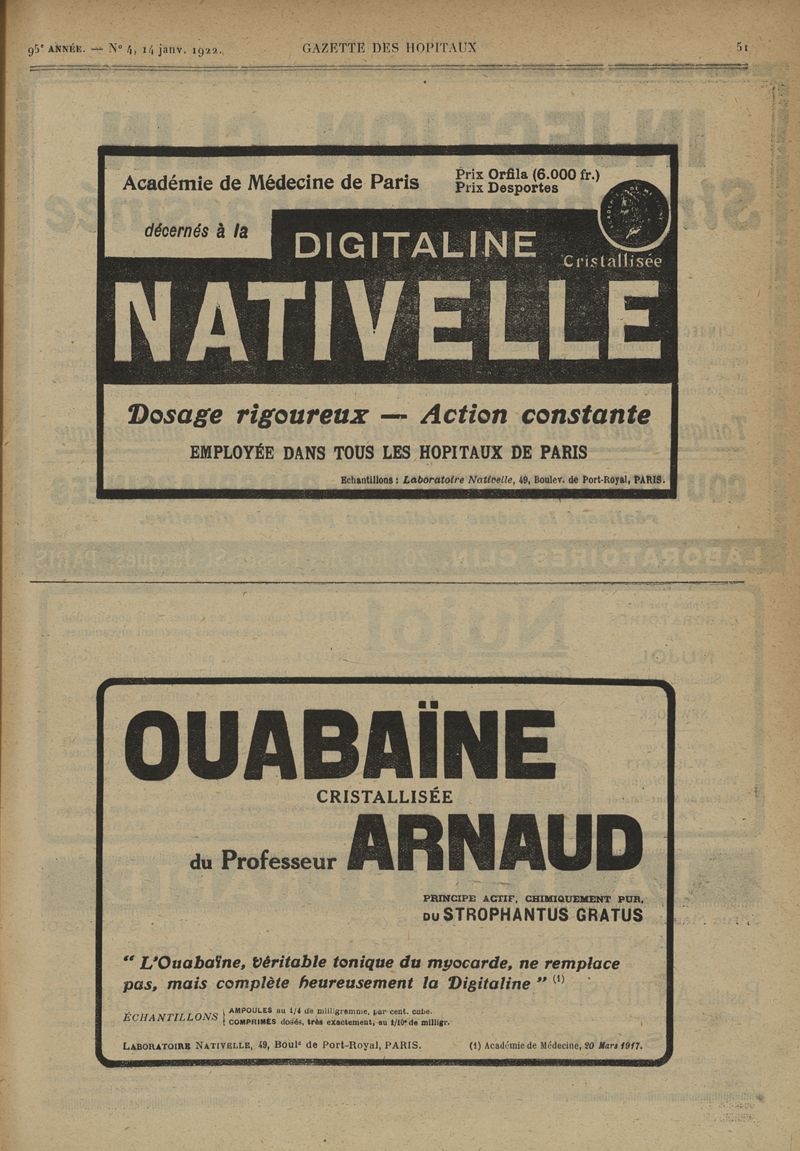 95e ANNÉE. — N° 4, 14 janv. 1922.
GAZETTE DES HOPITAUX
51
Académie de Médecine de Paris
Prix Orfila (6.000 fr.)
Prix Desportes
décernés à la
DIGITALINE
Cristallisée
NATIVELLE
Dosage rigoureux — Action constante
EMPLOYÉE DANS TOUS LES HOPITAUX DE PARIS
Echantillons : Laboratoire Nativelle, 49, Boulev. de Port-Royal, PARIS.
OUABAÏNE
CRISTALLISÉE
du Professeur ARNAUD
PRINCIPE ACTIF, CHIMIQUEMENT PUR,
DU STROPHANTUS GRATUS
“ L'Ouabaïne, véritable tonique du myocarde, ne remplace
pas, mais complète heureusement la Digitaline ” (1)
ÉCHANTILLONS
AMPOULES au 1/4 de milligramme, par cent. cube.
COMPRIMÉS dosés, très exactement, au 1/10e de milligr.
LABORATOIRE NATIVELLE, 49, Bould de Port-Royal, PARIS.
(1) Académie de Médecine, 20 Mars 1917.